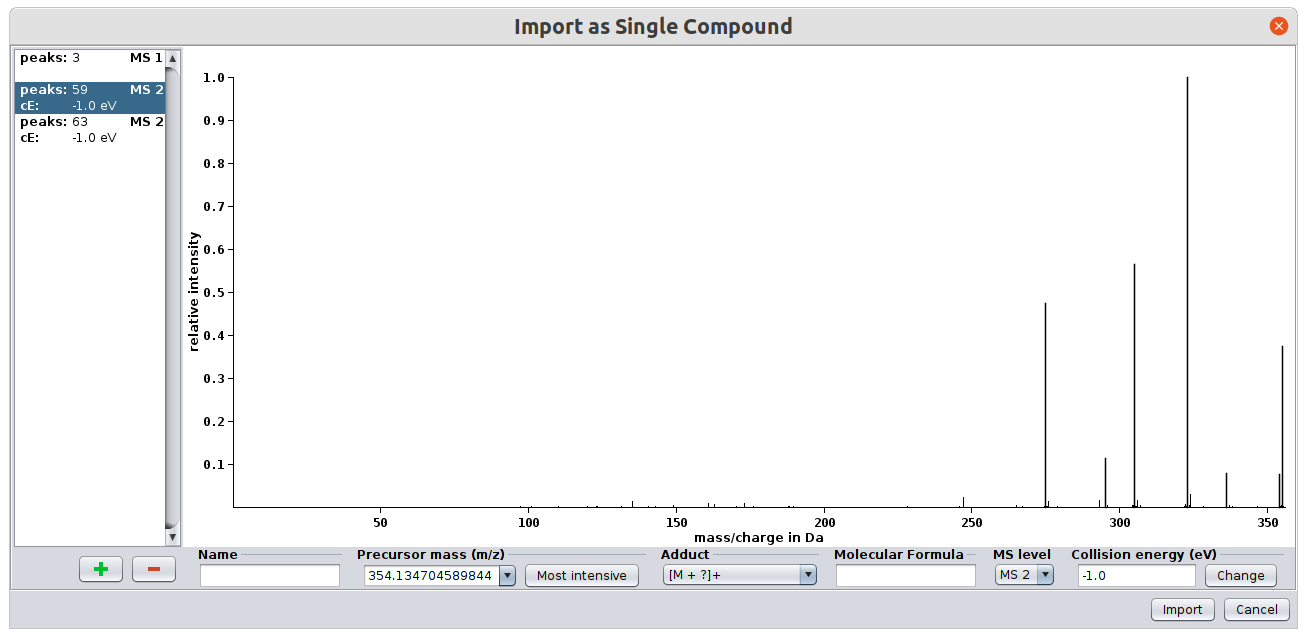 Import as Single Compound
peaks: 3 MS 1
peaks: 59 MS 2
cE: -1.0 eV
peaks: 63 MS 2
cE: -1.0 eV
relative intensity
1.0
0.9
0.8
0.7
0.6
0.5
0.4
0.3
0.2
0.1
50 100 150 200 250 300 350
mass/charge in Da
Name Precursor mass (m/z) Adduct Molecular Formula MS level Collision energy (eV)
354.134704589844 Most intensive [M + ?]+ MS 2 -1.0 Change
Import Cancel